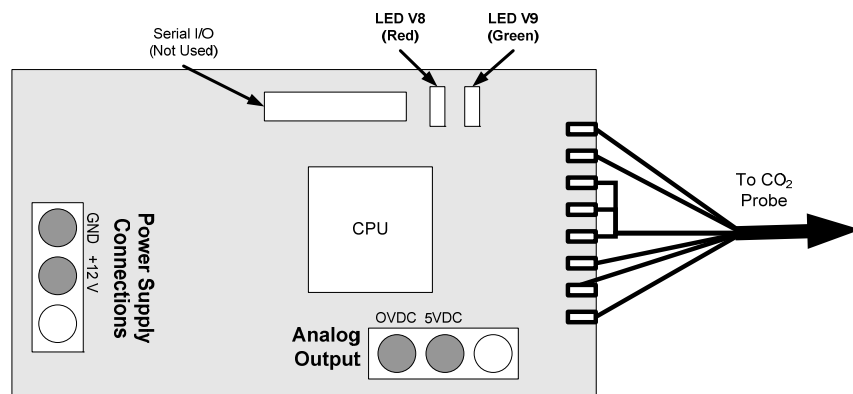 Serial I/O
(Not Used)
LED V8
(Red)
LED V9
(Green)
To CO₂
Probe
CPU
GND +12 V
Power Supply
Connections
OVDC 5VDC
Analog
Output